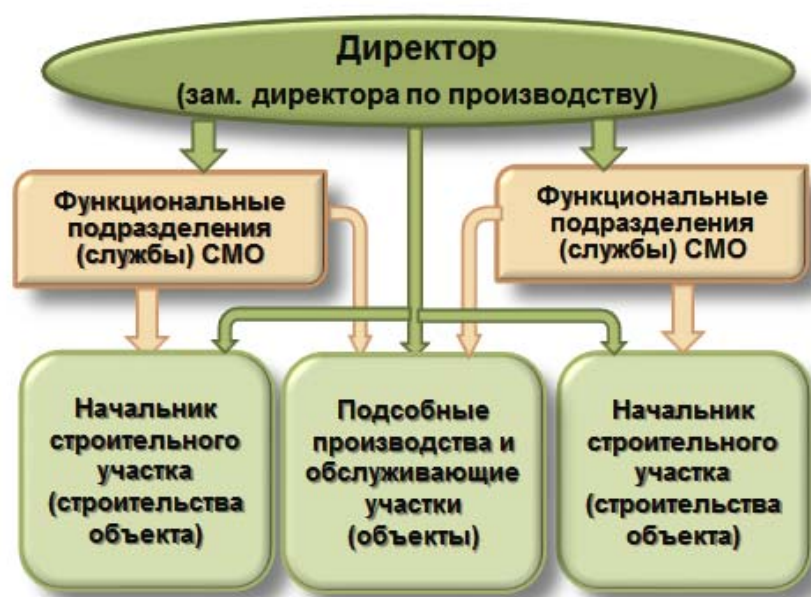 Директор
(зам. директора по производству)
Функциональные
подразделения
(службы) СМО
Функциональные
подразделения
(службы) СМО
Начальник
строительного
участка
(строительства
объекта)
Подсобные
производства и
обслуживающие
участки
(объекты)
Начальник
строительного
участка
(строительства
объекта)